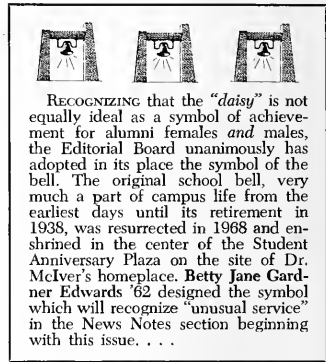 RECOGNIZING that the "daisy" is not
equally ideal as a symbol of achieve-
ment for alumni females and males,
the Editorial Board unanimously has
adopted in its place the symbol of the
bell. The original school bell, very
much a part of campus life from the
earliest days until its retirement in
1938, was resurrected in 1968 and en-
shrined in the center of the Student
Anniversary Plaza on the site of Dr.
McIver's homeplace. Betty Jane Gard-
ner Edwards '62 designed the symbol
which will recognize "unusual service"
in the News Notes section beginning
with this issue. . . .